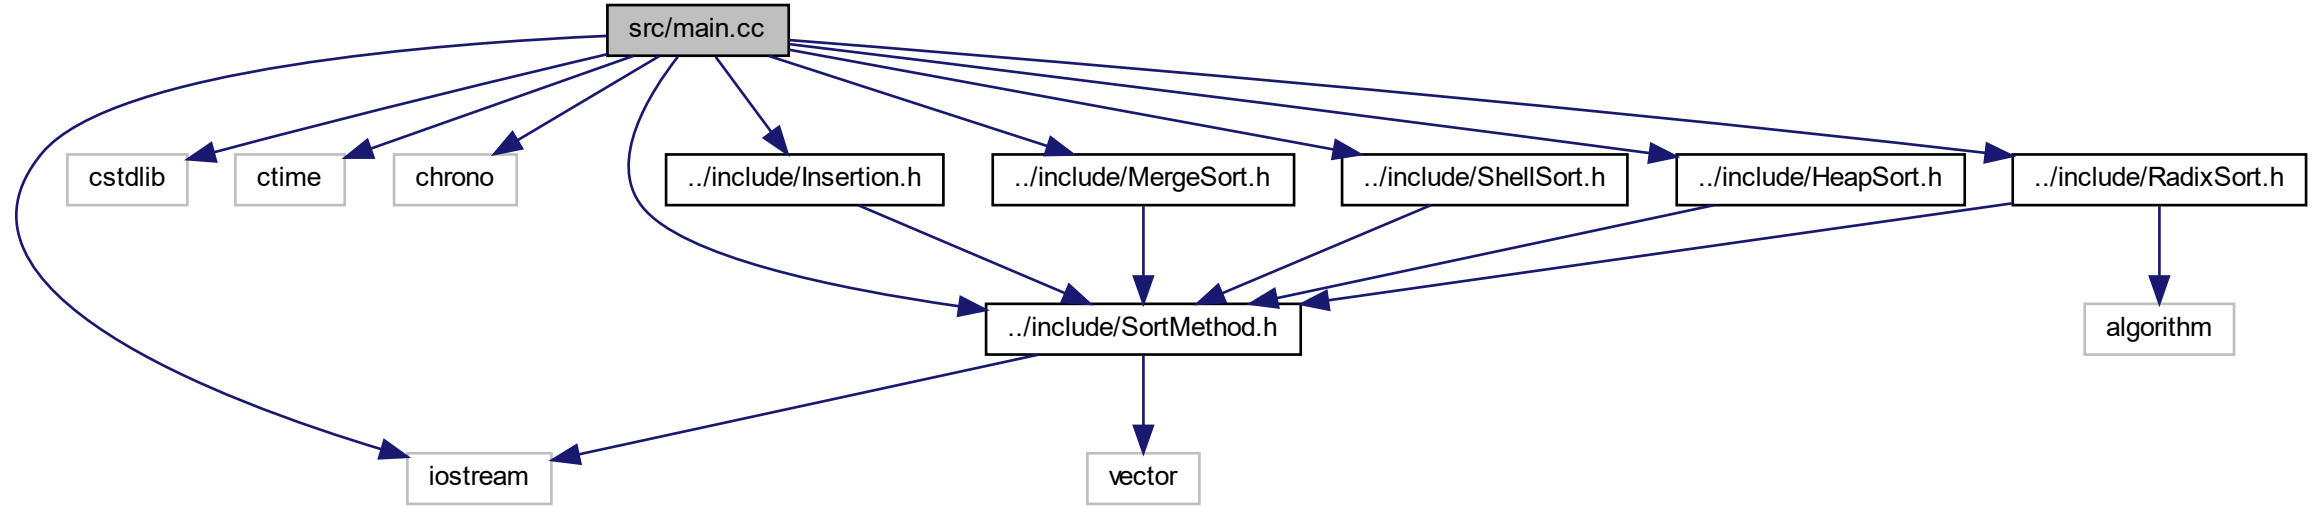 src/main.cc
cstdlib
ctime
chrono
../include/Insertion.h
../include/MergeSort.h
../include/ShellSort.h
../include/HeapSort.h
../include/RadixSort.h
../include/SortMethod.h
algorithm
iostream
vector